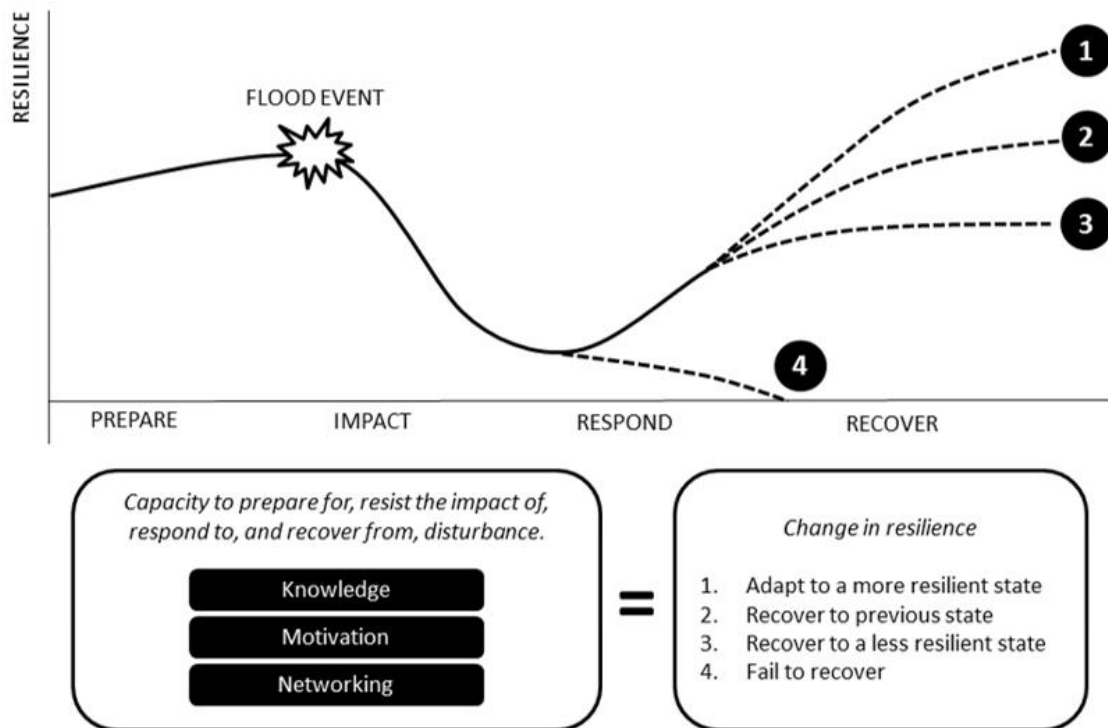 RESILIENCE
FLOOD EVENT
1
2
3
4
PREPARE
IMPACT
RESPOND
RECOVER
Capacity to prepare for, resist the impact of,
respond to, and recover from, disturbance.
Knowledge
Motivation
Networking
=
Change in resilience
1. Adapt to a more resilient state
2. Recover to previous state
3. Recover to a less resilient state
4. Fail to recover